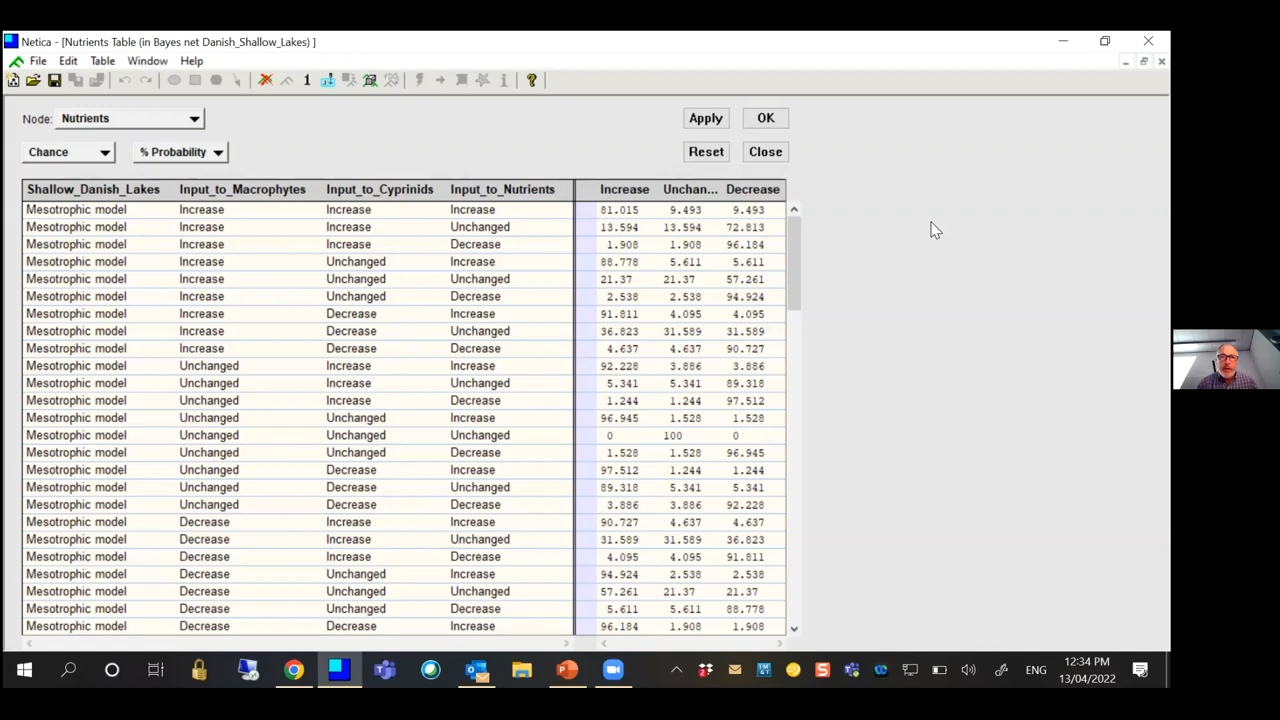 Netica - [Nutrients Table (in Bayes net Danish_Shallow_Lakes) ]
File Edit Table Window Help
1 ?
Node: Nutrients Apply OK
Chance % Probability Reset Close
Shallow_Danish_Lakes Input_to_Macrophytes Input_to_Cyprinids Input_to_Nutrients Increase Unchan... Decrease
Mesotrophic model Increase Increase Increase 81.015 9.493 9.493
Mesotrophic model Increase Increase Unchanged 13.594 13.594 72.813
Mesotrophic model Increase Increase Decrease 1.908 1.908 96.184
Mesotrophic model Increase Unchanged Increase 88.778 5.611 5.611
Mesotrophic model Increase Unchanged Unchanged 21.37 21.37 57.261
Mesotrophic model Increase Unchanged Decrease 2.538 2.538 94.924
Mesotrophic model Increase Decrease Increase 91.811 4.095 4.095
Mesotrophic model Increase Decrease Unchanged 36.823 31.589 31.589
Mesotrophic model Increase Decrease Decrease 4.637 4.637 90.727
Mesotrophic model Unchanged Increase Increase 92.228 3.886 3.886
Mesotrophic model Unchanged Increase Unchanged 5.341 5.341 89.318
Mesotrophic model Unchanged Increase Decrease 1.244 1.244 97.512
Mesotrophic model Unchanged Unchanged Increase 96.945 1.528 1.528
Mesotrophic model Unchanged Unchanged Unchanged 0 100 0
Mesotrophic model Unchanged Unchanged Decrease 1.528 1.528 96.945
Mesotrophic model Unchanged Decrease Increase 97.512 1.244 1.244
Mesotrophic model Unchanged Decrease Unchanged 89.318 5.341 5.341
Mesotrophic model Unchanged Decrease Decrease 3.886 3.886 92.228
Mesotrophic model Decrease Increase Increase 90.727 4.637 4.637
Mesotrophic model Decrease Increase Unchanged 31.589 31.589 36.823
Mesotrophic model Decrease Increase Decrease 4.095 4.095 91.811
Mesotrophic model Decrease Unchanged Increase 94.924 2.538 2.538
Mesotrophic model Decrease Unchanged Unchanged 57.261 21.37 21.37
Mesotrophic model Decrease Unchanged Decrease 5.611 5.611 88.778
Mesotrophic model Decrease Decrease Increase 96.184 1.908 1.908
ENG 12:34 PM
13/04/2022